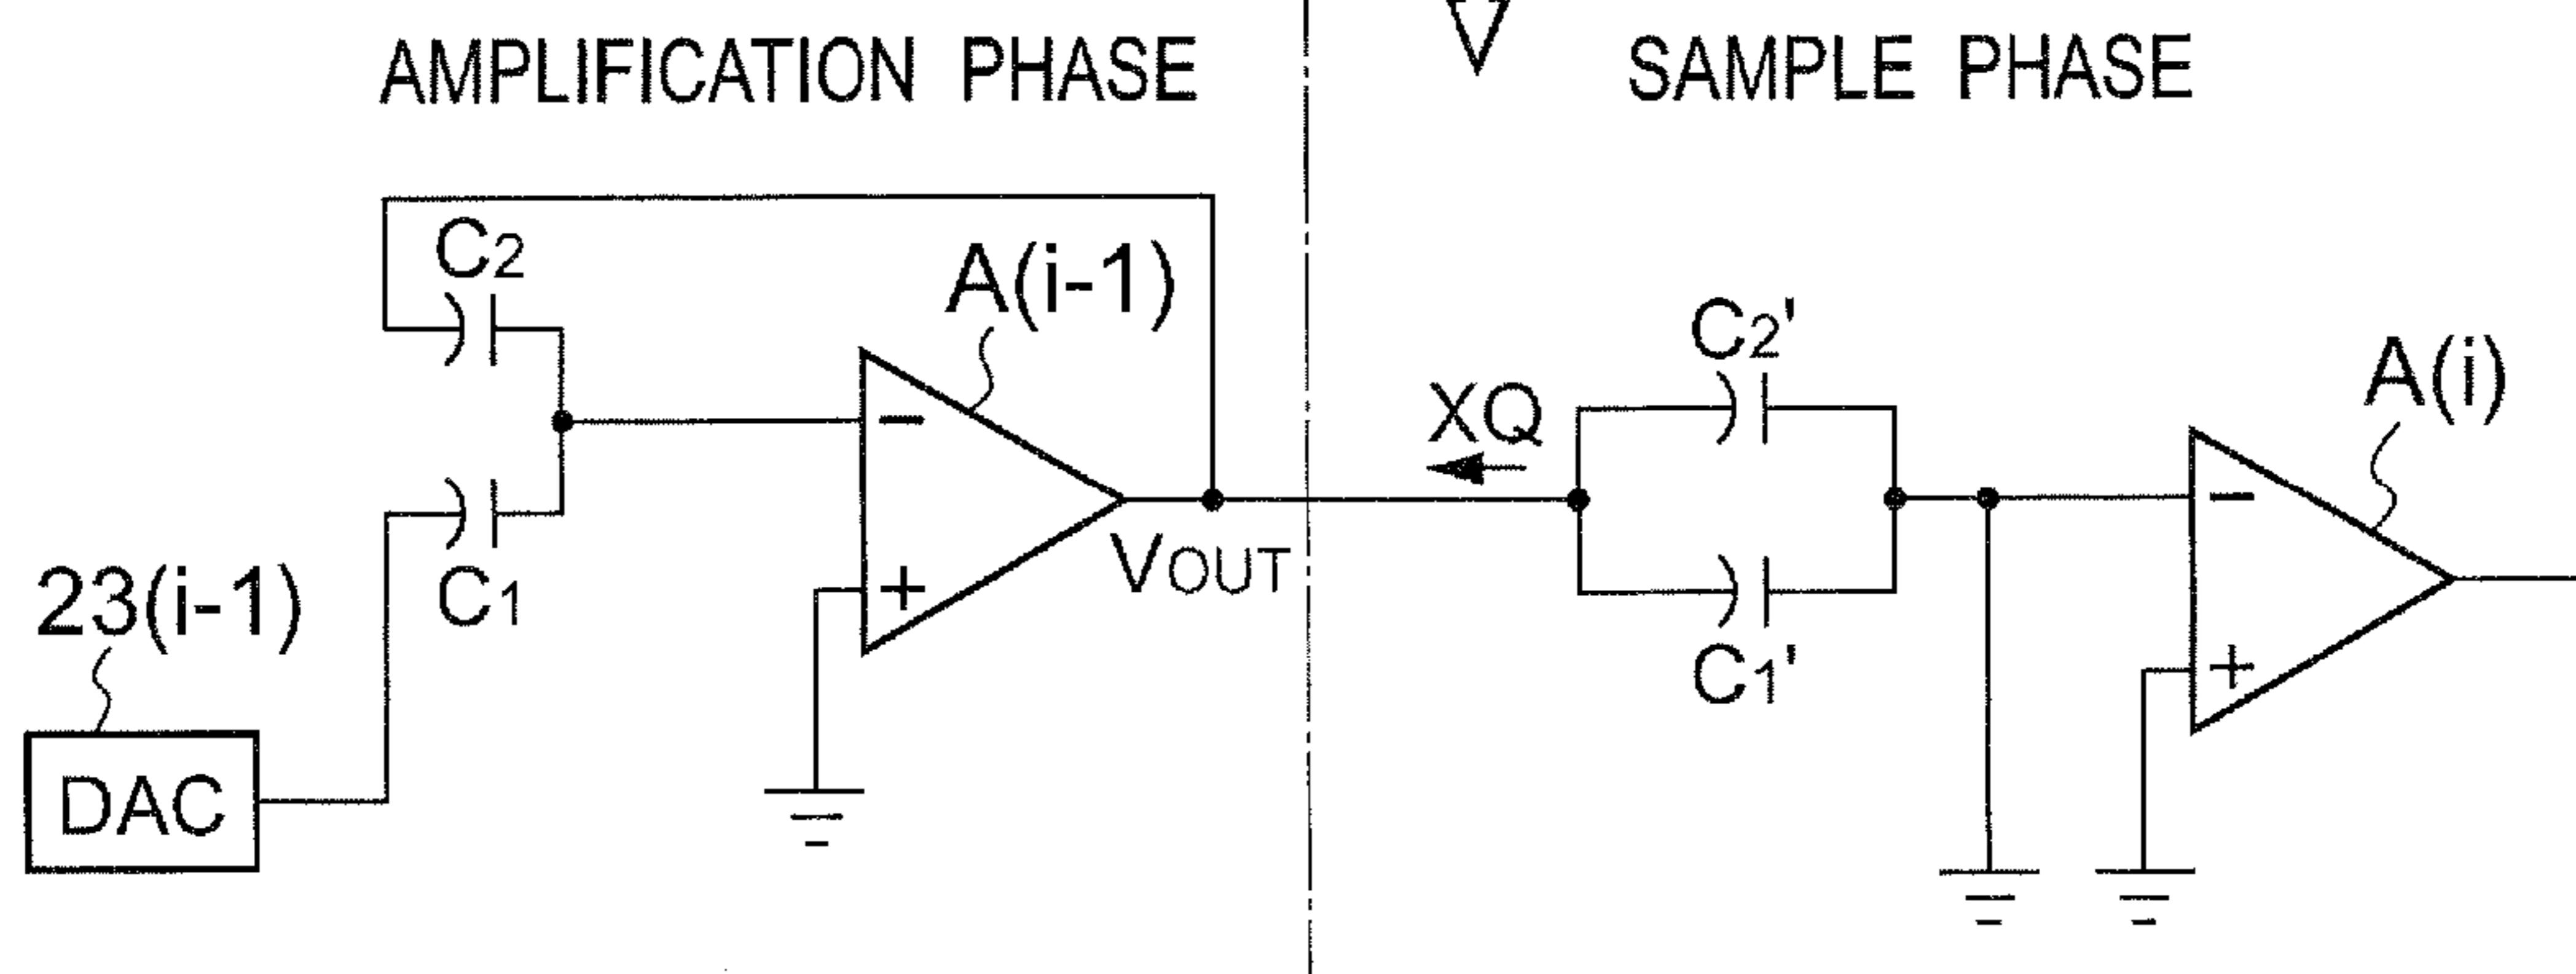 AMPLIFICATION PHASE
SAMPLE PHASE
C2
A(i-1)
C2'
A(i)
XQ
−
−
C1
VOUT
+
C1'
+
23(i-1)
DAC